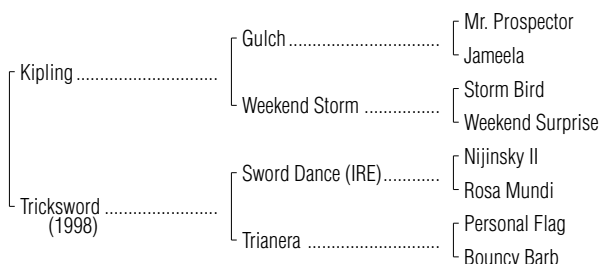 Mr. Prospector
Gulch ................................
Jameela
Kipling ..............................
Storm Bird
Weekend Storm ................
Weekend Surprise
Nijinsky II
Sword Dance (IRE)............
Rosa Mundi
Tricksword ........................
(1998)
Personal Flag
Trianera ............................
Bouncy Barb